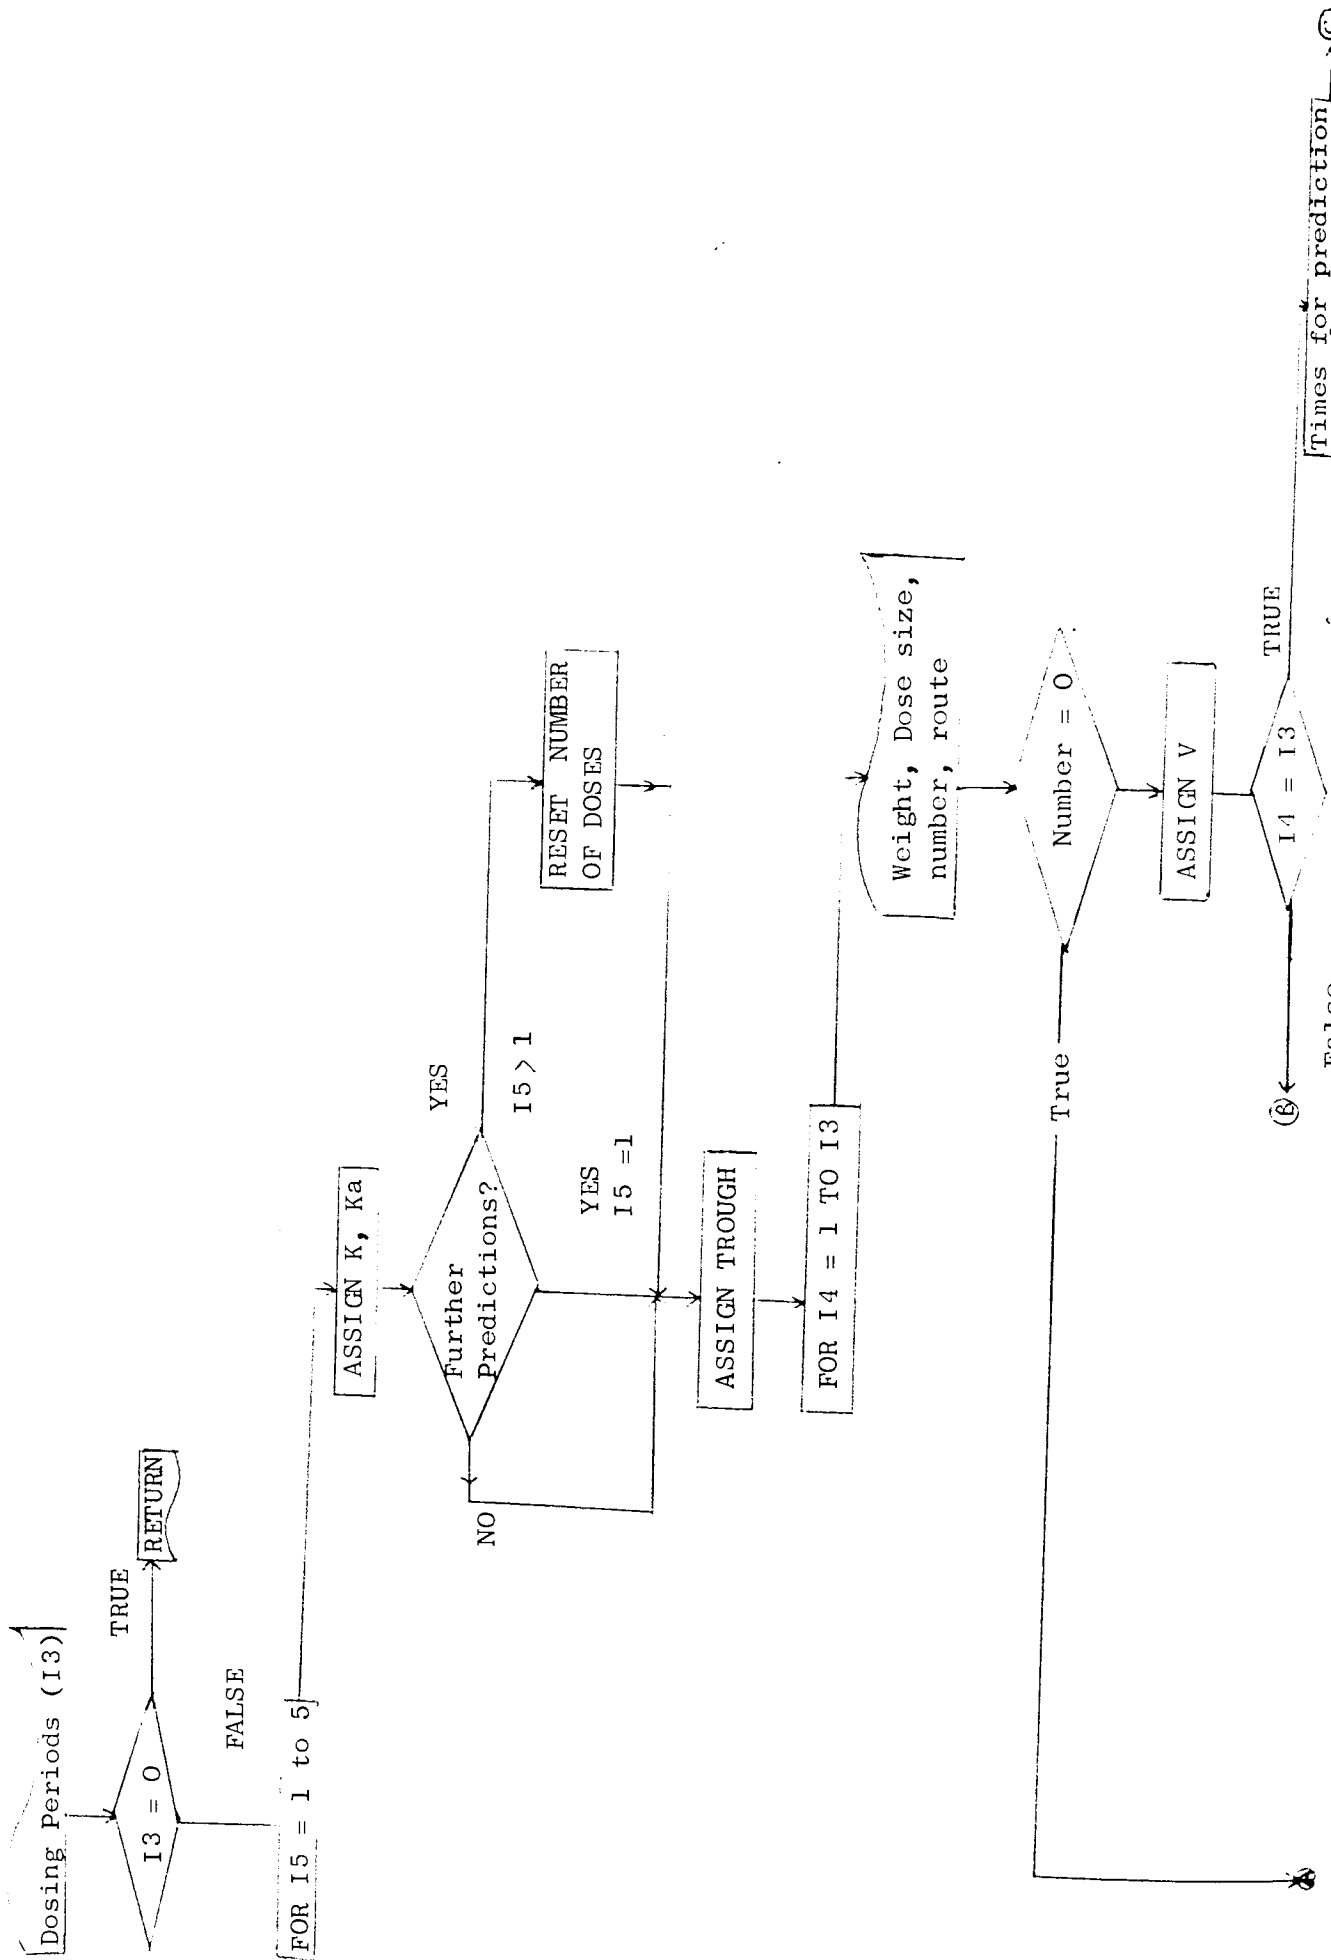 Dosing Periods (I3)
I3 = 0
TRUE
RETURN
FALSE
FOR I5 = 1 to 5
ASSIGN K, Ka
Further
Predictions?
YES
I5 > 1
NO
YES
I5 =1
RESET NUMBER
OF DOSES
ASSIGN TROUGH
FOR I4 = 1 TO I3
Weight, Dose size,
number, route
Number = 0
True
ASSIGN V
I4 = I3
TRUE
(B)
False
Times for prediction